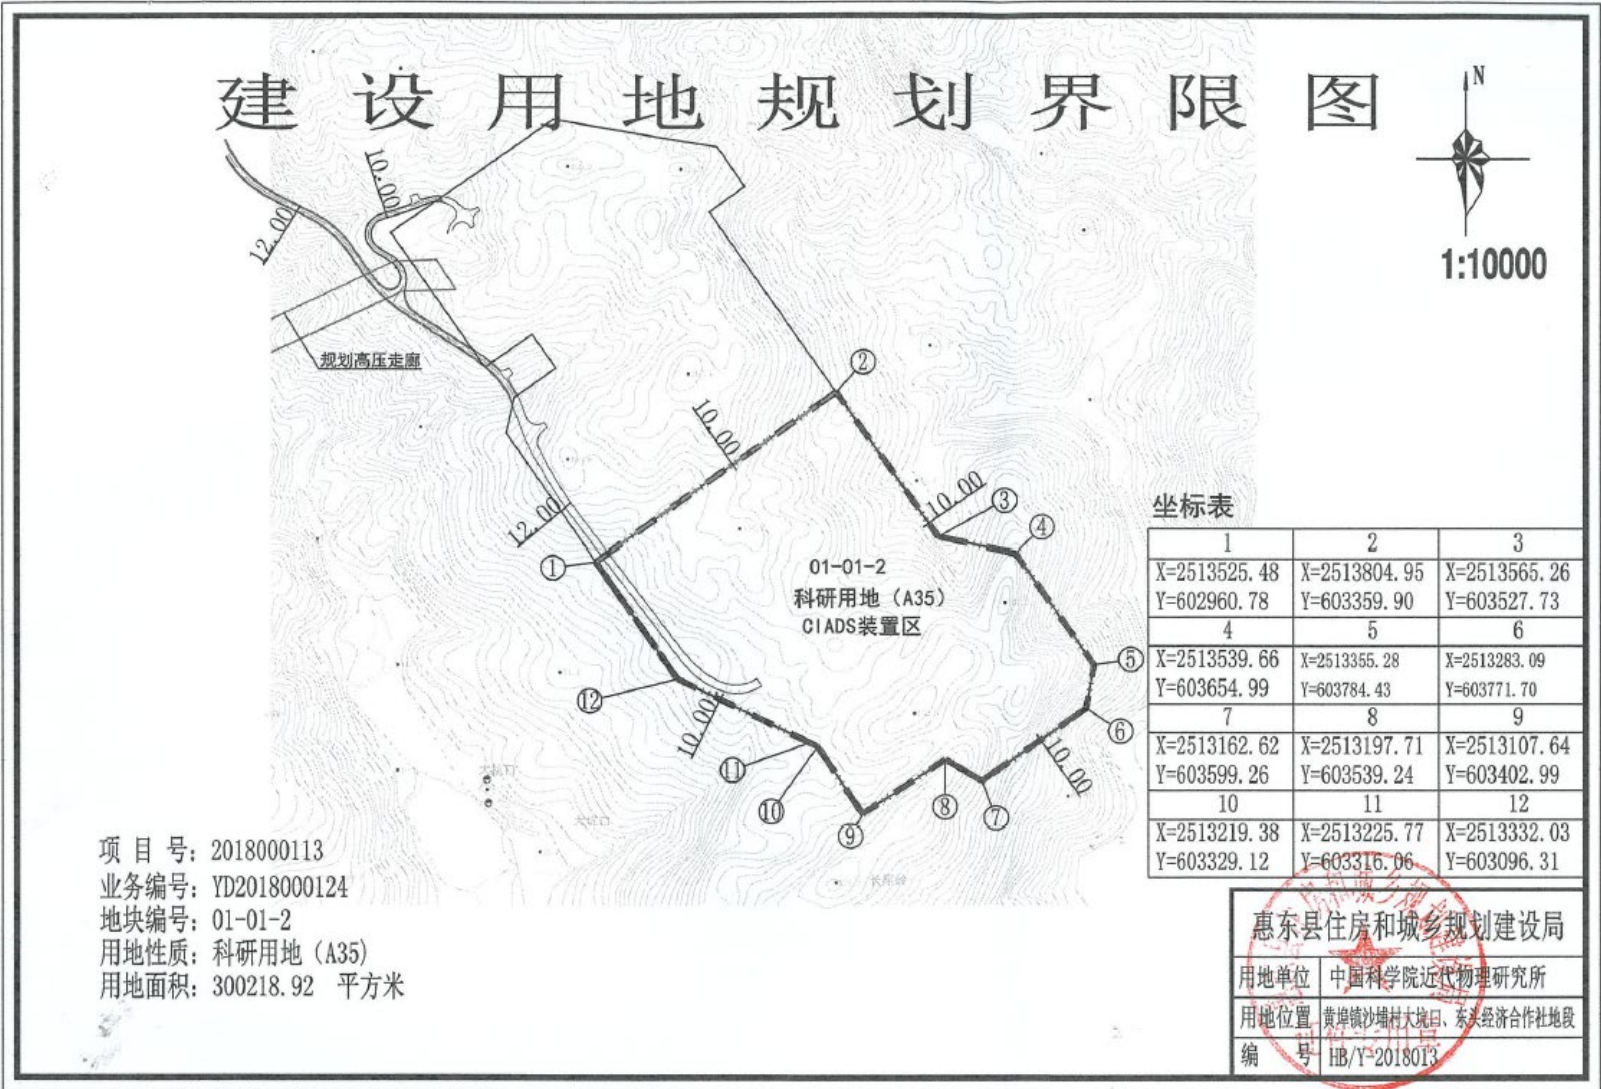 建设用地规划界限图
N
1:10000
10.00
12.00
规划高压走廊
②
10.00
12.00
①
10.00
③
④
01-01-2
科研用地（A35）
CIADS装置区
⑤
⑥
⑫
10.00
⑪
⑩
⑨
⑧
⑦
10.00
大坑口
坐标表
1 2 3
X=2513525.48 X=2513804.95 X=2513565.26
Y=602960.78 Y=603359.90 Y=603527.73
4 5 6
X=2513539.66 X=2513355.28 X=2513283.09
Y=603654.99 Y=603784.43 Y=603771.70
7 8 9
X=2513162.62 X=2513197.71 X=2513107.64
Y=603599.26 Y=603539.24 Y=603402.99
10 11 12
X=2513219.38 X=2513225.77 X=2513332.03
Y=603329.12 Y=603316.06 Y=603096.31
项目号：2018000113
业务编号：YD2018000124
地块编号：01-01-2
用地性质：科研用地（A35）
用地面积：300218.92 平方米
惠东县住房和城乡规划建设局
用地单位 中国科学院近代物理研究所
用地位置 黄埠镇沙埔村大坑口、东头经济合作社地段
编号 HB/Y-2018013